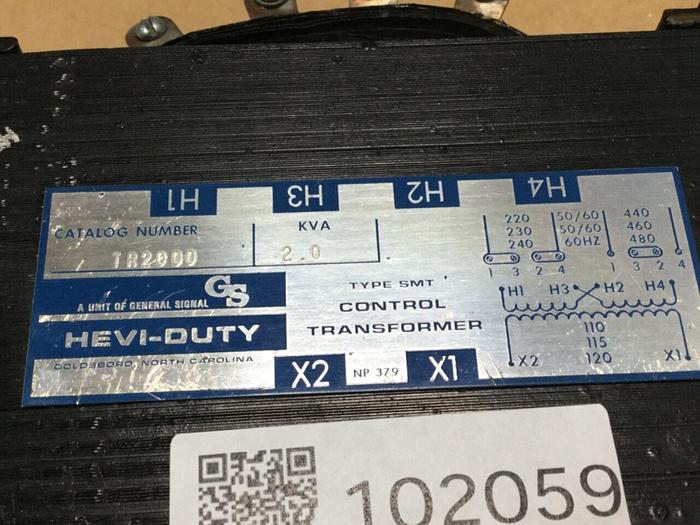 H1 H3 H2 H4
CATALOG NUMBER
TR2000
KVA
2.0
220 50/60 440
230 50/60 460
240 60HZ 480
1 3 2 4 1 3 2 4
GS
A UNIT OF GENERAL SIGNAL
HEVI-DUTY
GOLDSBORO, NORTH CAROLINA
TYPE SMT
CONTROL
TRANSFORMER
H1 H3 H2 H4
110
115
120
X2 X1
X2 NP 379 X1
102059